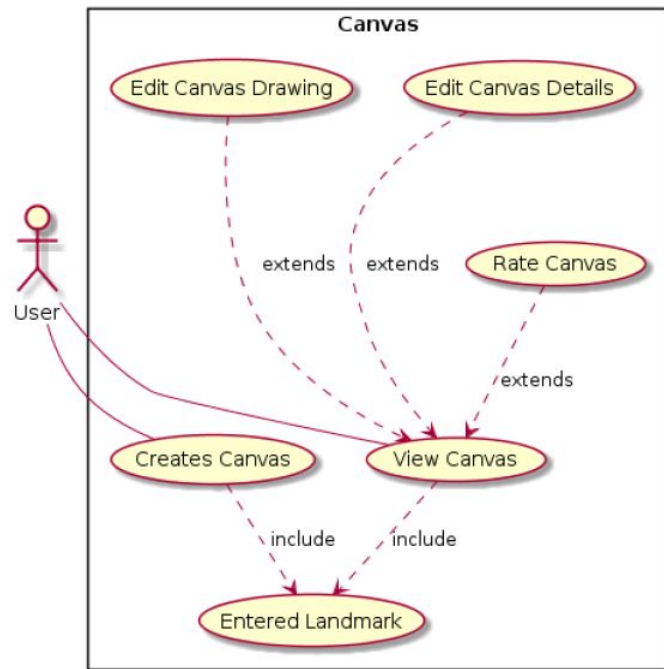 Canvas
Edit Canvas Drawing
Edit Canvas Details
extends
extends
Rate Canvas
User
extends
Creates Canvas
View Canvas
include
include
Entered Landmark